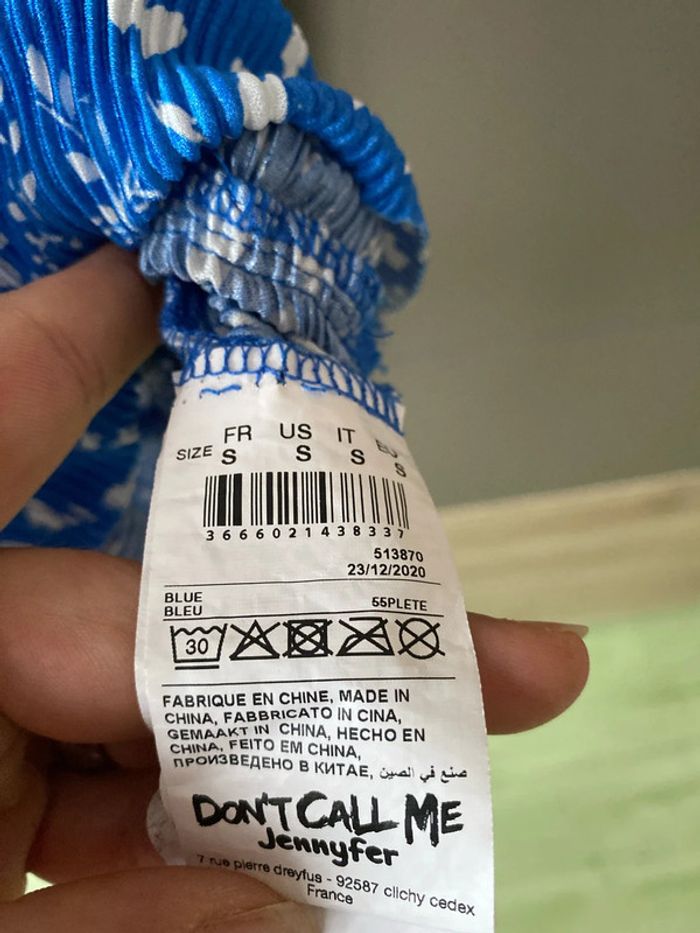 FR US IT EU
SIZE S S S S
3666021438337
513870
23/12/2020
BLUE
BLEU 55PLETE
30
FABRIQUE EN CHINE, MADE IN
CHINA, FABBRICATO IN CINA,
GEMAAKT IN CHINA, HECHO EN
CHINA, FEITO EM CHINA,
ПРОИЗВЕДЕНО В КИТАЕ, صنع في الصين
DON'T CALL ME
Jennyfer
7 rue pierre dreyfus - 92587 clichy cedex
France